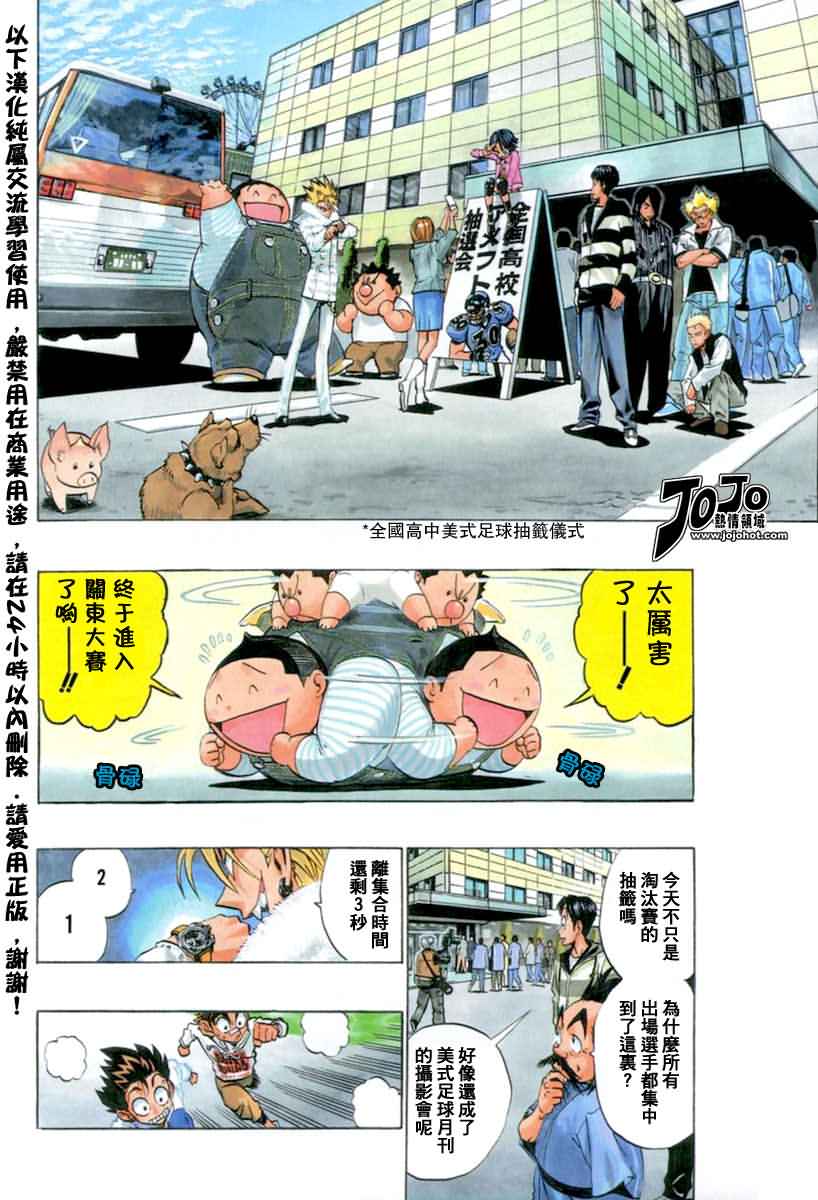 以下漢化純屬交流學習使用，嚴禁用在商業用途，請在24小時以內刪除．請愛用正版，謝謝！
全国高校
アメフト
抽選会
*全國高中美式足球抽籤儀式
JOJO
熱情領域
www.jojohot.com
太厲害
了——！
終于進入
關東大賽
了喲——!!
骨碌
骨碌
今天不只是
淘汰賽的
抽籤嗎
為什麼所有
出場選手都集中
到了這裏？
好像還成了
美式足球月刊
的攝影會呢
離集合時間
還剩3秒
2
1